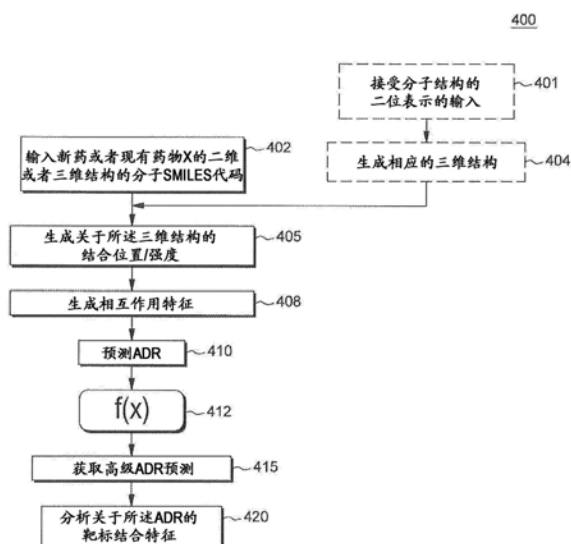 400
接受分子结构的
二位表示的输入
401
输入新药或者现有药物X的二维
或者三维结构的分子SMILES代码
402
生成相应的三维结构
404
生成关于所述三维结构的
结合位置/强度
405
生成相互作用特征
408
预测ADR
410
f(x)
412
获取高级ADR预测
415
分析关于所述ADR的
靶标结合特征
420